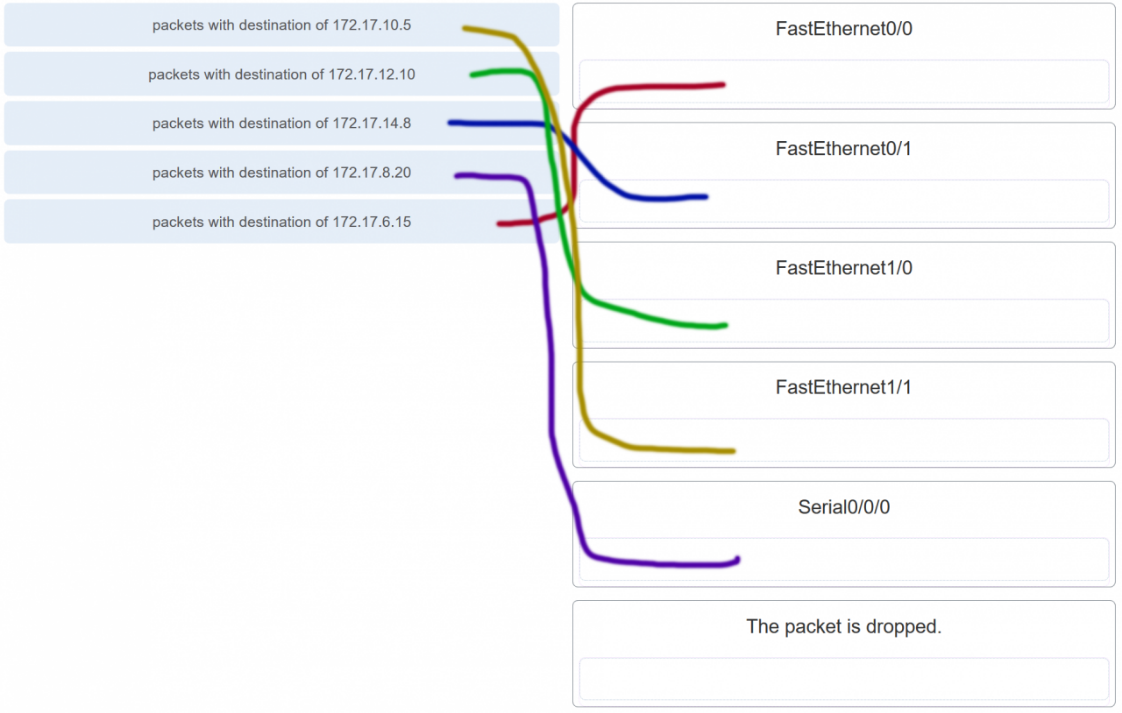 packets with destination of 172.17.10.5
packets with destination of 172.17.12.10
packets with destination of 172.17.14.8
packets with destination of 172.17.8.20
packets with destination of 172.17.6.15
FastEthernet0/0
FastEthernet0/1
FastEthernet1/0
FastEthernet1/1
Serial0/0/0
The packet is dropped.